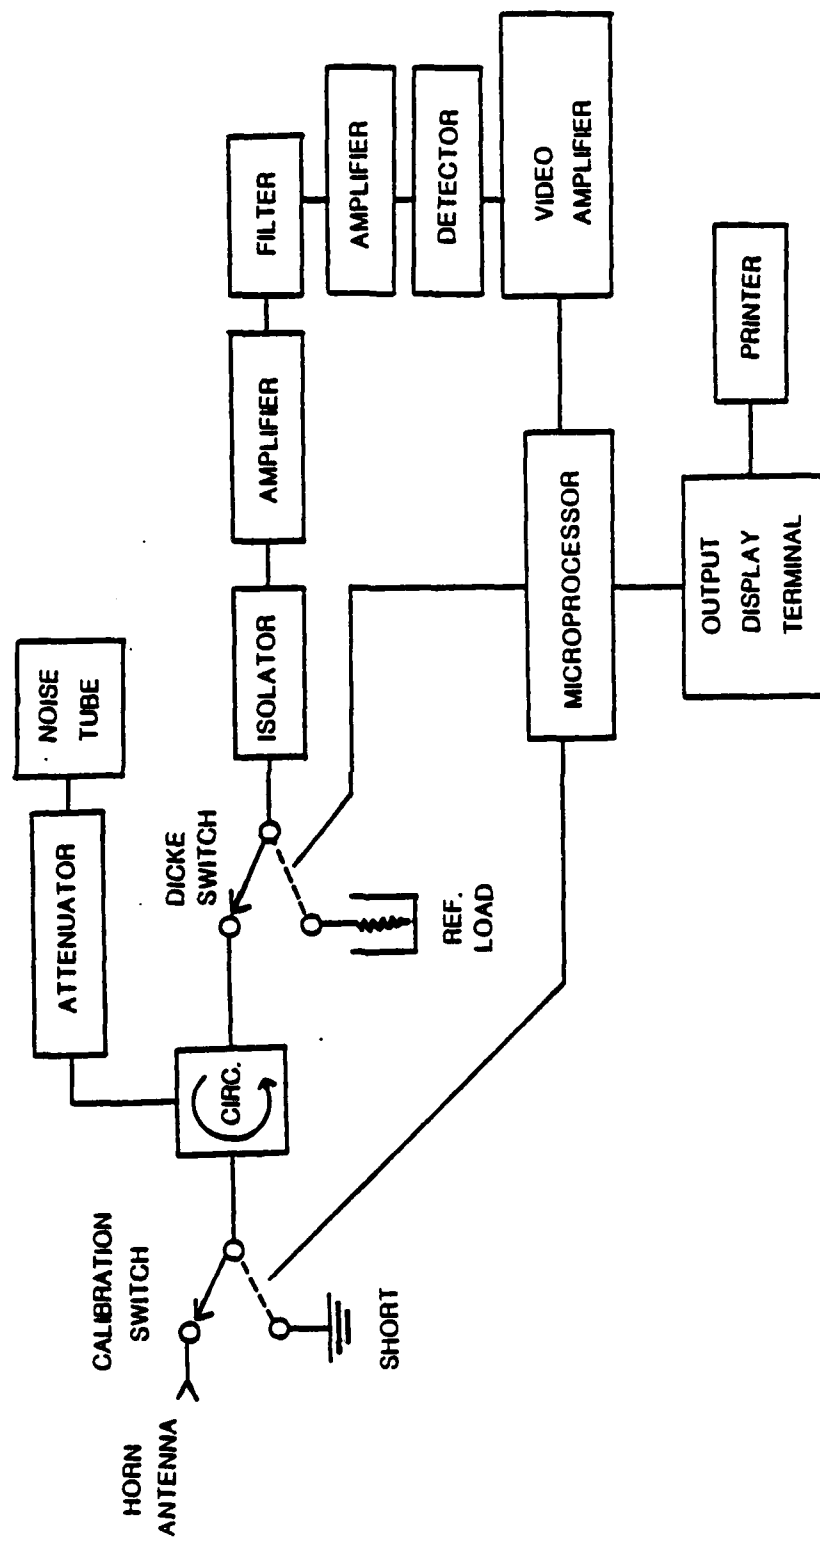 HORN
ANTENNA
CALIBRATION
SWITCH
SHORT
CIRC.
ATTENUATOR
NOISE
TUBE
DICKE
SWITCH
REF.
LOAD
ISOLATOR
AMPLIFIER
FILTER
AMPLIFIER
DETECTOR
VIDEO
AMPLIFIER
MICROPROCESSOR
OUTPUT
DISPLAY
TERMINAL
PRINTER